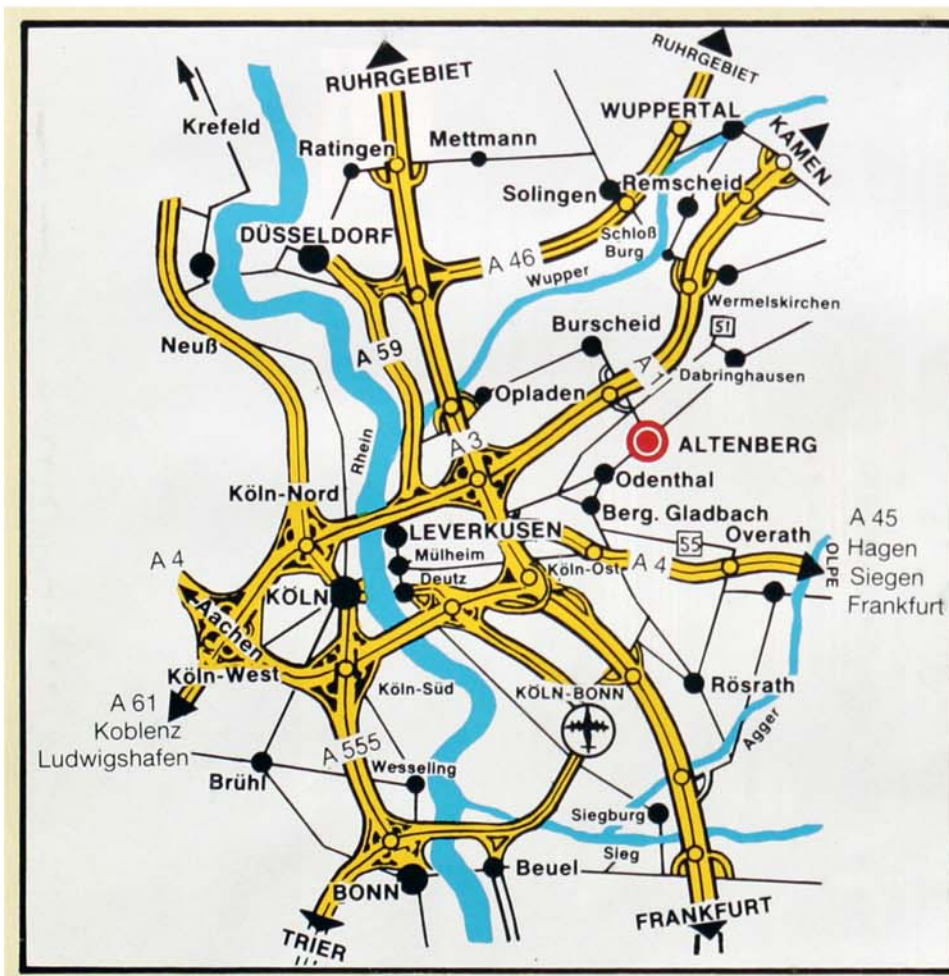 RUHRGEBIET
RUHRGEBIET
Krefeld
WUPPERTAL
KAMEN
Ratingen
Mettmann
Solingen
Remscheid
DÜSSELDORF
Schloß
Burg
A 46
Wupper
Wermelskirchen
Neuß
A 59
Burscheid
51
A 1
Dabringhausen
Opladen
Rhein
A 3
ALTENBERG
Odenthal
Köln-Nord
Berg. Gladbach
LEVERKUSEN
55
Overath
A 45
Hagen
Siegen
Frankfurt
OLPE
A 4
Mülheim
Köln-Ost
A 4
Deutz
KÖLN
Aachen
Köln-West
Köln-Süd
KÖLN-BONN
Rösrath
A 61
Koblenz
Ludwigshafen
Agger
A 555
Wesseling
Brühl
Siegburg
Sieg
Beuel
BONN
TRIER
FRANKFURT